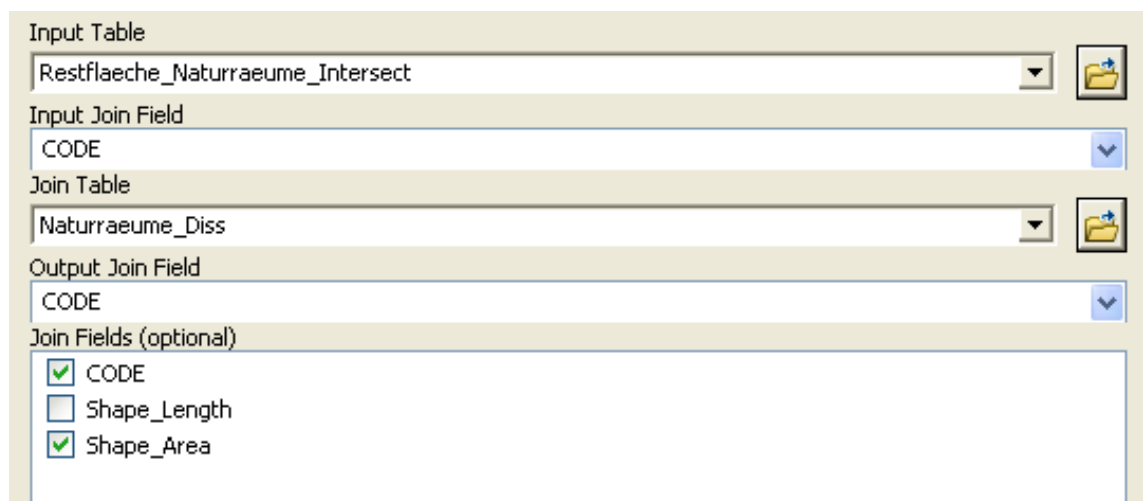 Input Table
Restflaeche_Naturraeume_Intersect
Input Join Field
CODE
Join Table
Naturraeume_Diss
Output Join Field
CODE
Join Fields (optional)
CODE
Shape_Length
Shape_Area